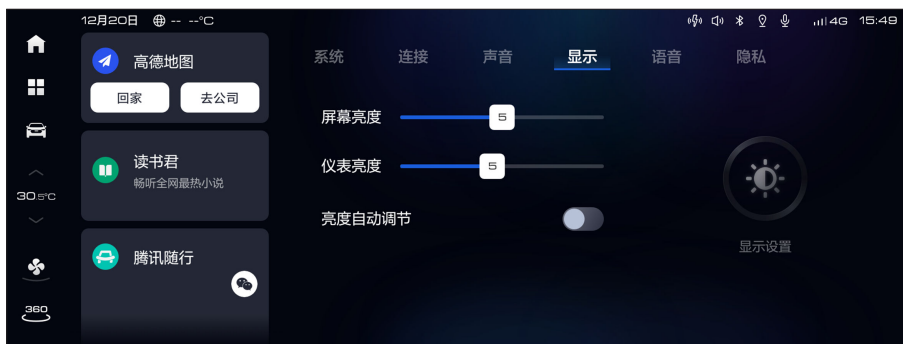 12月20日 -- --°C
4G 15:49
高德地图
回家 去公司
读书君
畅听全网最热小说
腾讯随行
30.5°C
360
系统 连接 声音 显示 语音 隐私
屏幕亮度 5
仪表亮度 5
亮度自动调节
显示设置